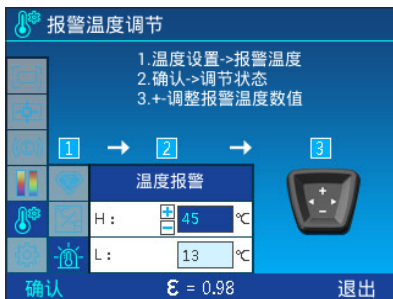 报警温度调节
1.温度设置->报警温度
2.确认->调节状态
3.+-调整报警温度数值
1 → 2 → 3
温度报警
H: + - 45 ℃
L: 13 ℃
确认 ε = 0.98 退出